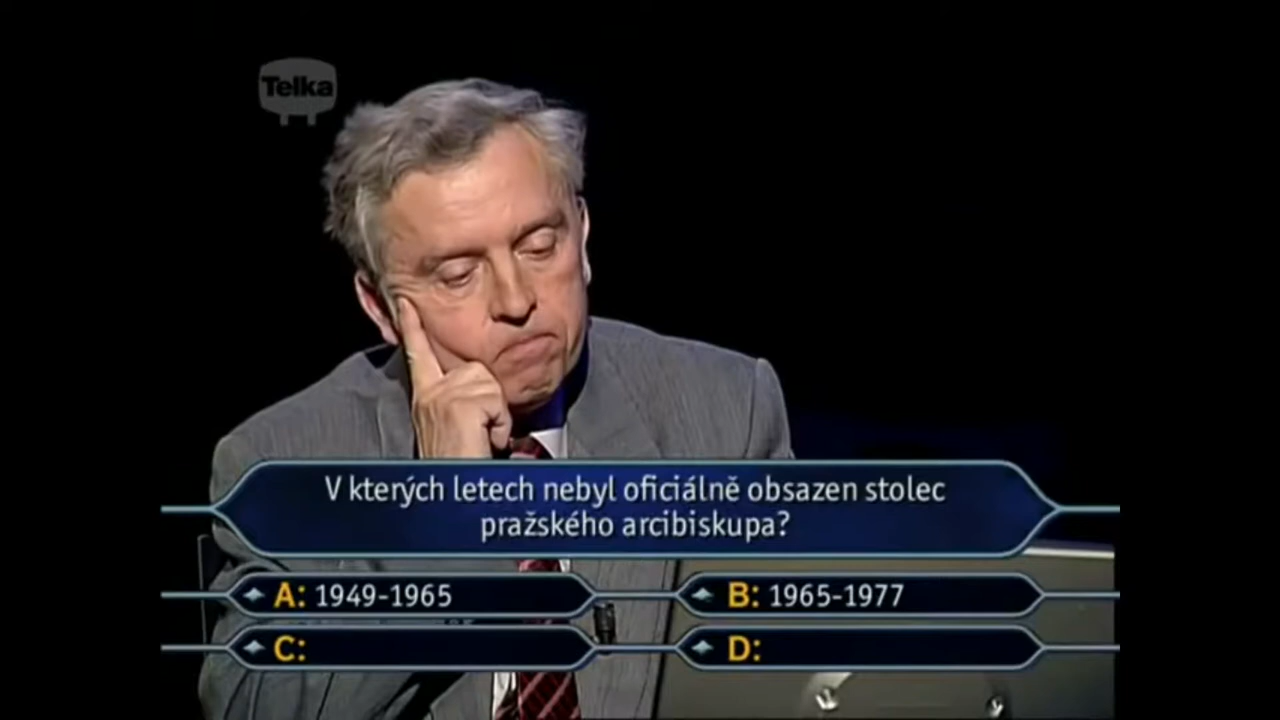 Telka
V kterých letech nebyl oficiálně obsazen stolec
pražského arcibiskupa?
A: 1949-1965
B: 1965-1977
C:
D: